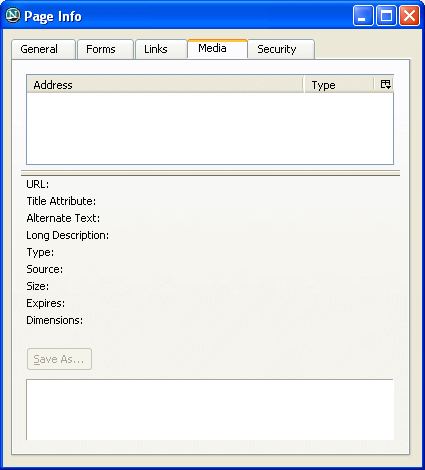 Page Info
General Forms Links Media Security
Address Type
URL:
Title Attribute:
Alternate Text:
Long Description:
Type:
Source:
Size:
Expires:
Dimensions:
Save As...